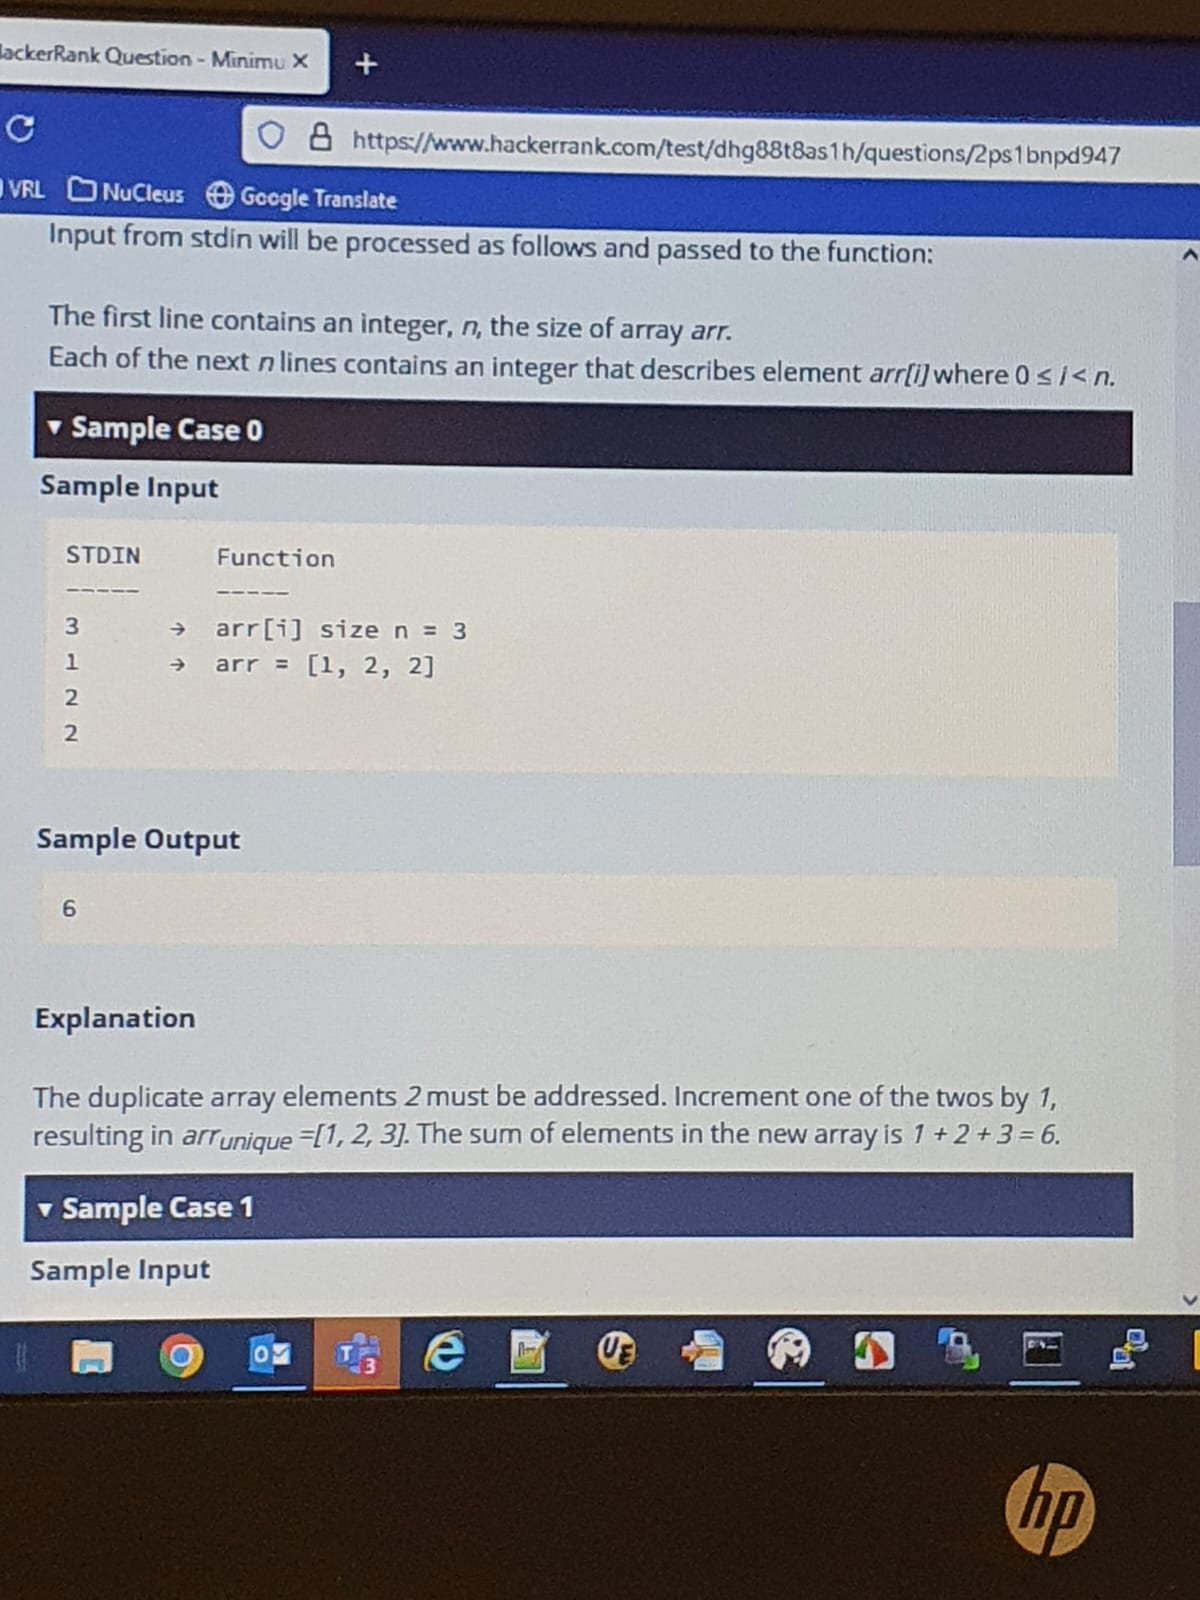 HackerRank Question - Minimu ×
+
https://www.hackerrank.com/test/dhg88t8as1h/questions/2ps1bnpd947
VRL NuCleus Google Translate
Input from stdin will be processed as follows and passed to the function:
The first line contains an integer, n, the size of array arr.
Each of the next n lines contains an integer that describes element arr[i] where 0 ≤ i < n.
▼ Sample Case 0
Sample Input
STDIN Function
----- -----
3 → arr[i] size n = 3
1 → arr = [1, 2, 2]
2
2
Sample Output
6
Explanation
The duplicate array elements 2 must be addressed. Increment one of the twos by 1,
resulting in arrunique =[1, 2, 3]. The sum of elements in the new array is 1 + 2 + 3 = 6.
▼ Sample Case 1
Sample Input
O T 3 UE
hp